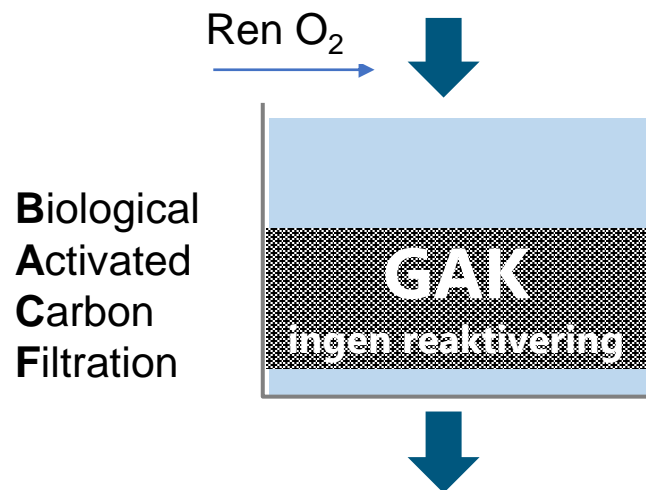 Ren O₂
Biological
Activated
Carbon
Filtration
GAK
ingen reaktivering